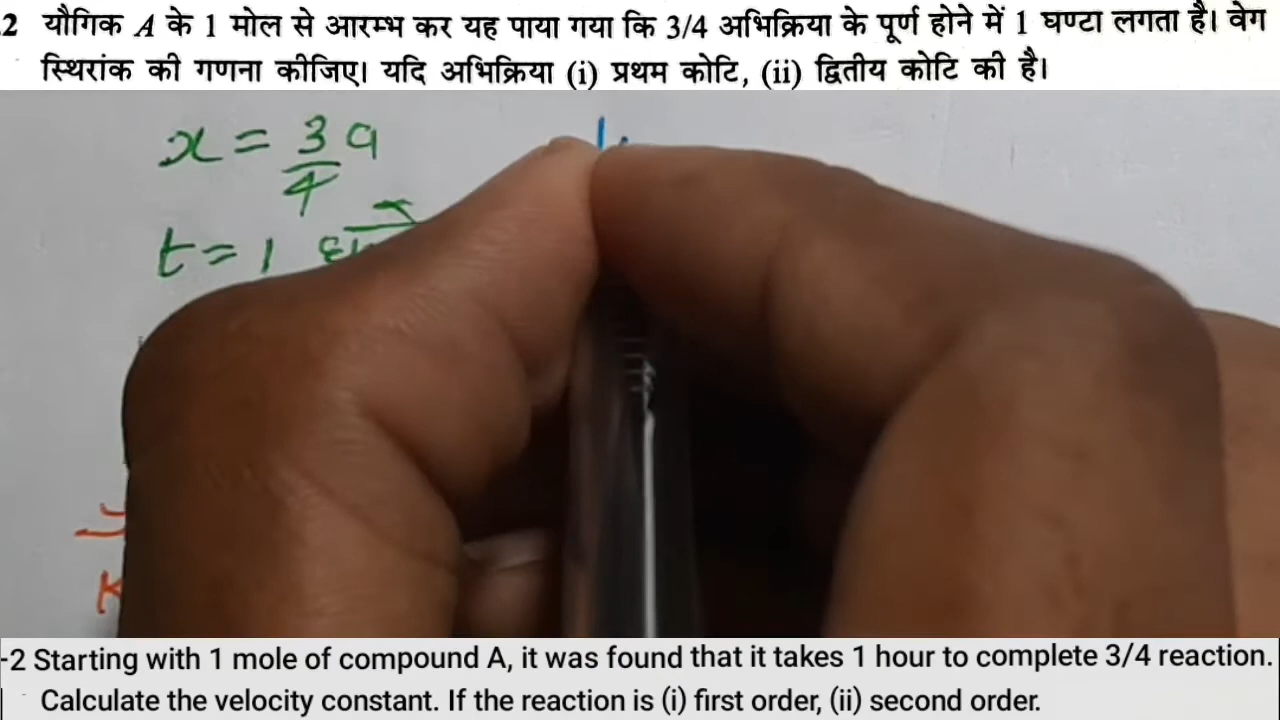 2 यौगिक A के 1 मोल से आरम्भ कर यह पाया गया कि 3/4 अभिक्रिया के पूर्ण होने में 1 घण्टा लगता है। वेग
स्थिरांक की गणना कीजिए। यदि अभिक्रिया (i) प्रथम कोटि, (ii) द्वितीय कोटि की है।
x = 3/4 a
t = 1
K
-2 Starting with 1 mole of compound A, it was found that it takes 1 hour to complete 3/4 reaction.
Calculate the velocity constant. If the reaction is (i) first order, (ii) second order.